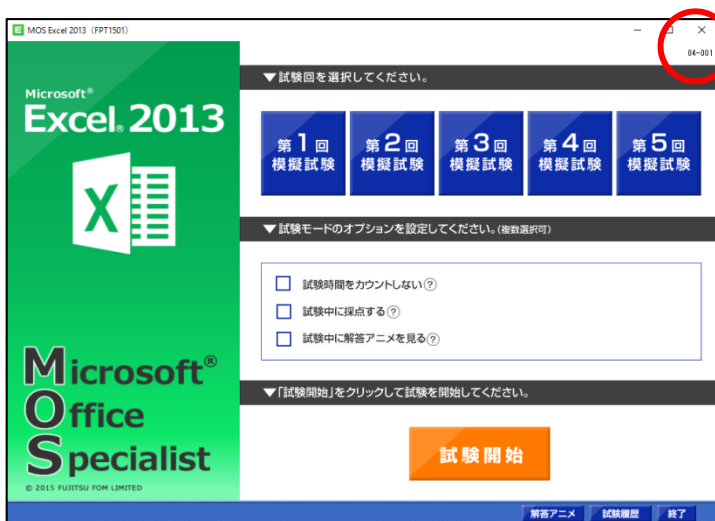 MOS Excel 2013 (FPT1501)
04-001
Microsoft®
Excel® 2013
▼試験回を選択してください。
第1回
模擬試験
第2回
模擬試験
第3回
模擬試験
第4回
模擬試験
第5回
模擬試験
▼試験モードのオプションを設定してください。(複数選択可)
試験時間をカウントしない?
試験中に採点する?
試験中に解答アニメを見る?
Microsoft®
Office
Specialist
© 2015 FUJITSU FOM LIMITED
▼「試験開始」をクリックして試験を開始してください。
試験開始
解答アニメ 試験履歴 終了